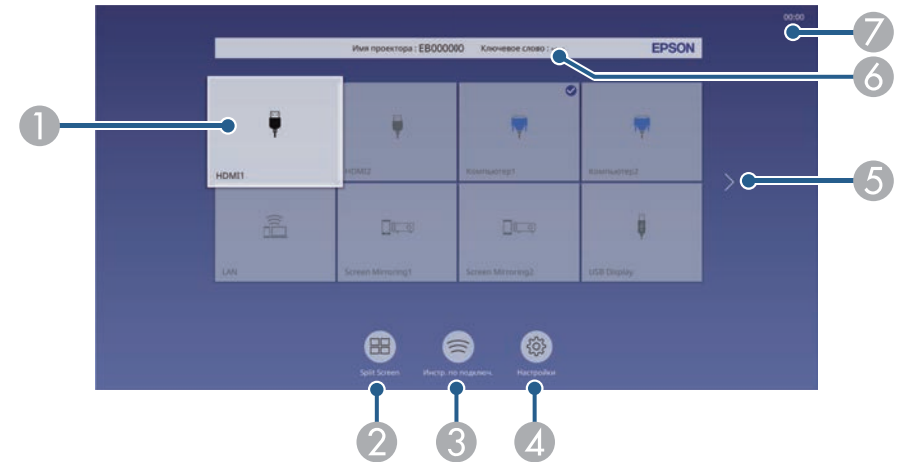 00:00
7
Имя проектора : EB000000 Ключевое слово : EPSON
6
1
HDMI1
HDMI2
Компьютер1
Компьютер2
5
LAN
Screen Mirroring1
Screen Mirroring2
USB Display
Split Screen
Инстр. по подключ.
Настройки
2
3
4